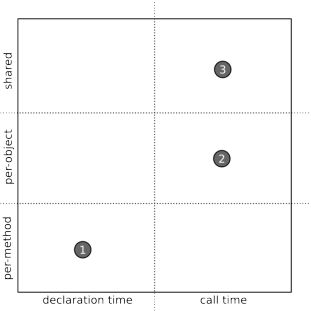 shared
3
per-object
2
per-method
1
declaration time
call time